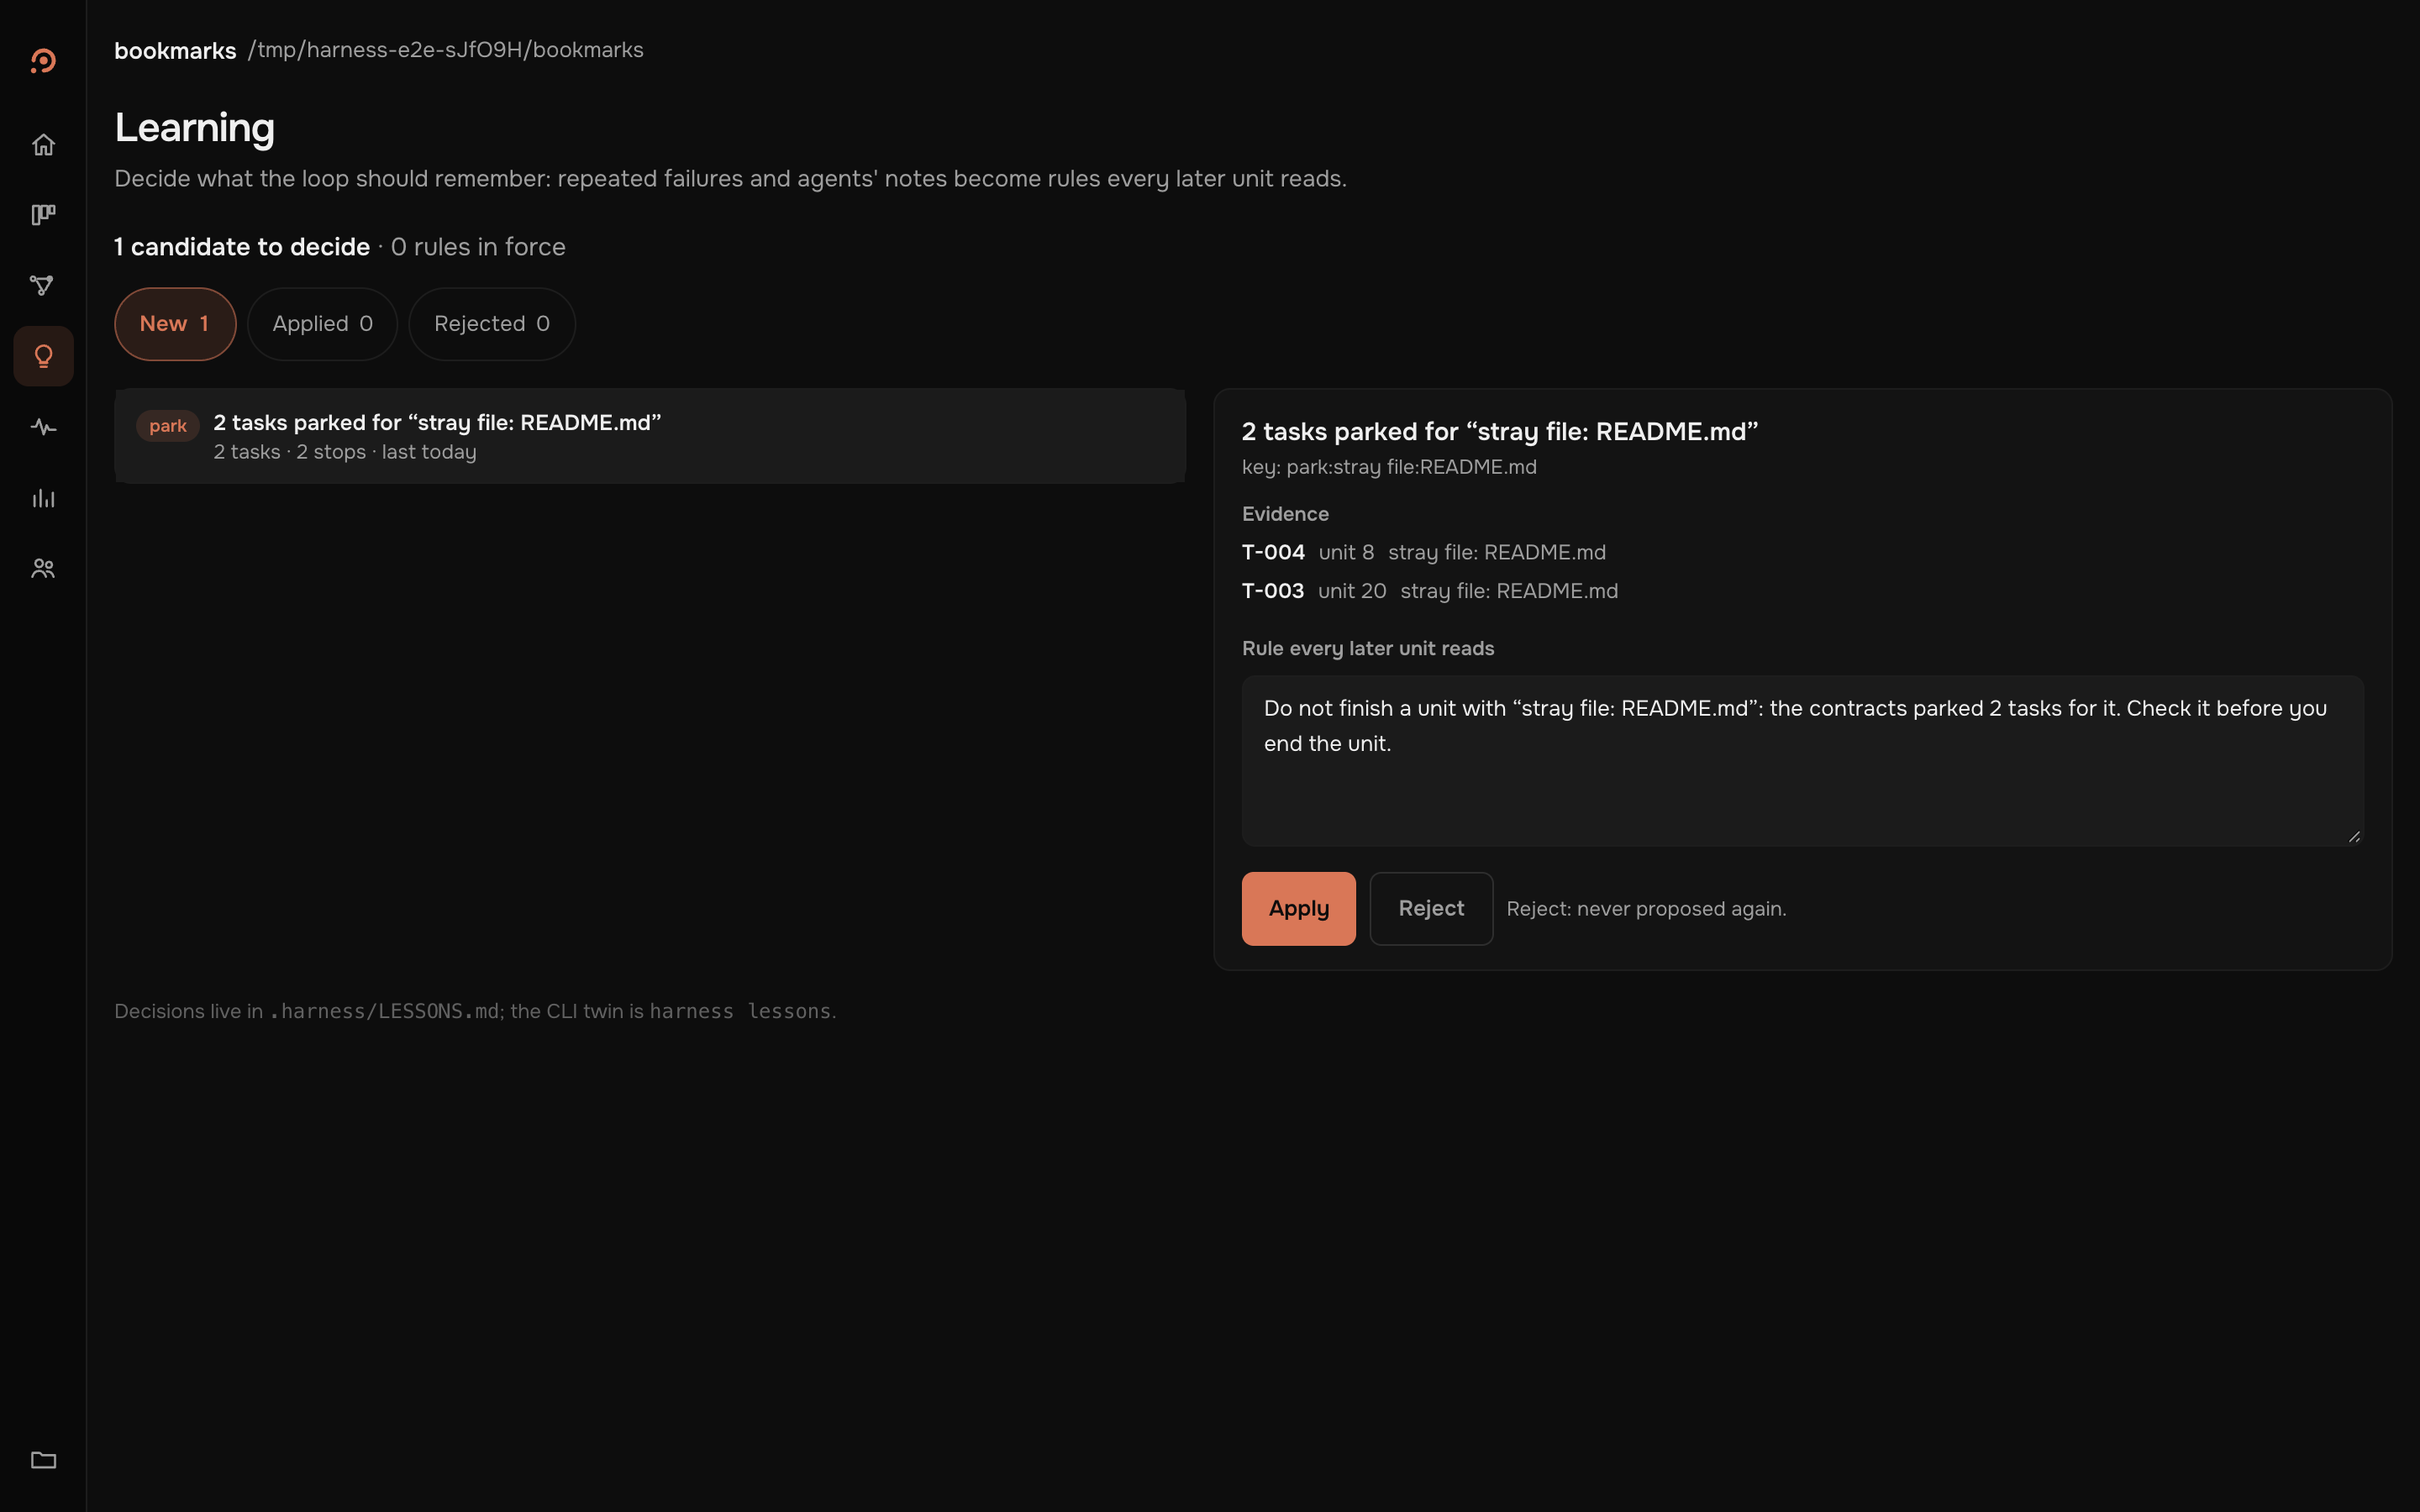 bookmarks /tmp/harness-e2e-sJfO9H/bookmarks
Learning
Decide what the loop should remember: repeated failures and agents' notes become rules every later unit reads.
1 candidate to decide · 0 rules in force
New 1 Applied 0 Rejected 0
park 2 tasks parked for “stray file: README.md”
2 tasks · 2 stops · last today
2 tasks parked for “stray file: README.md”
key: park:stray file:README.md
Evidence
T-004 unit 8 stray file: README.md
T-003 unit 20 stray file: README.md
Rule every later unit reads
Do not finish a unit with “stray file: README.md”: the contracts parked 2 tasks for it. Check it before you
end the unit.
Apply Reject Reject: never proposed again.
Decisions live in .harness/LESSONS.md; the CLI twin is harness lessons.